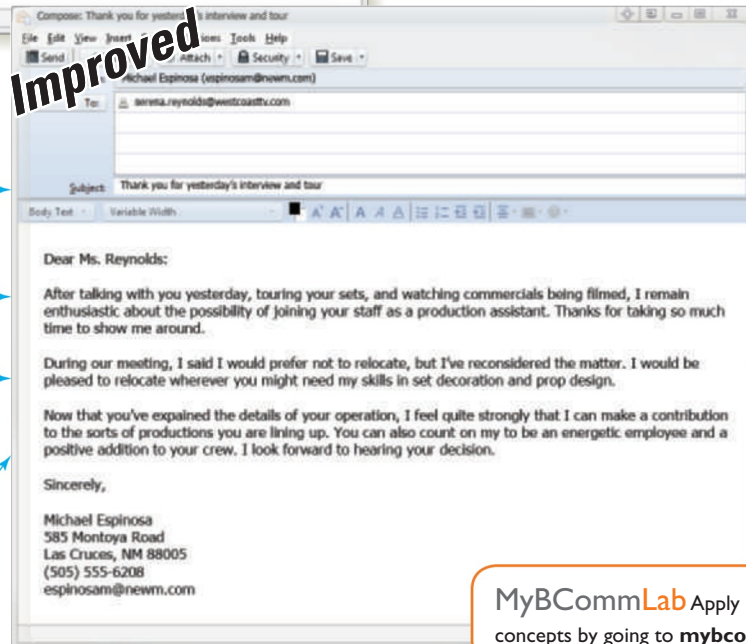 Compose: Thank you for yesterday's interview and tour
File Edit View Insert Tools Help
Send Attach Security Save
Improved
Michael Espinosa (espinosam@newm.com)
To: serena.reynolds@westcoasttv.com
Subject: Thank you for yesterday's interview and tour
Body Text Variable Width
Dear Ms. Reynolds:
After talking with you yesterday, touring your sets, and watching commercials being filmed, I remain
enthusiastic about the possibility of joining your staff as a production assistant. Thanks for taking so much
time to show me around.
During our meeting, I said I would prefer not to relocate, but I've reconsidered the matter. I would be
pleased to relocate wherever you might need my skills in set decoration and prop design.
Now that you've expained the details of your operation, I feel quite strongly that I can make a contribution
to the sorts of productions you are lining up. You can also count on my to be an energetic employee and a
positive addition to your crew. I look forward to hearing your decision.
Sincerely,
Michael Espinosa
585 Montoya Road
Las Cruces, NM 88005
(505) 555-6208
espinosam@newm.com
MyBCommLab Apply
concepts by going to mybco